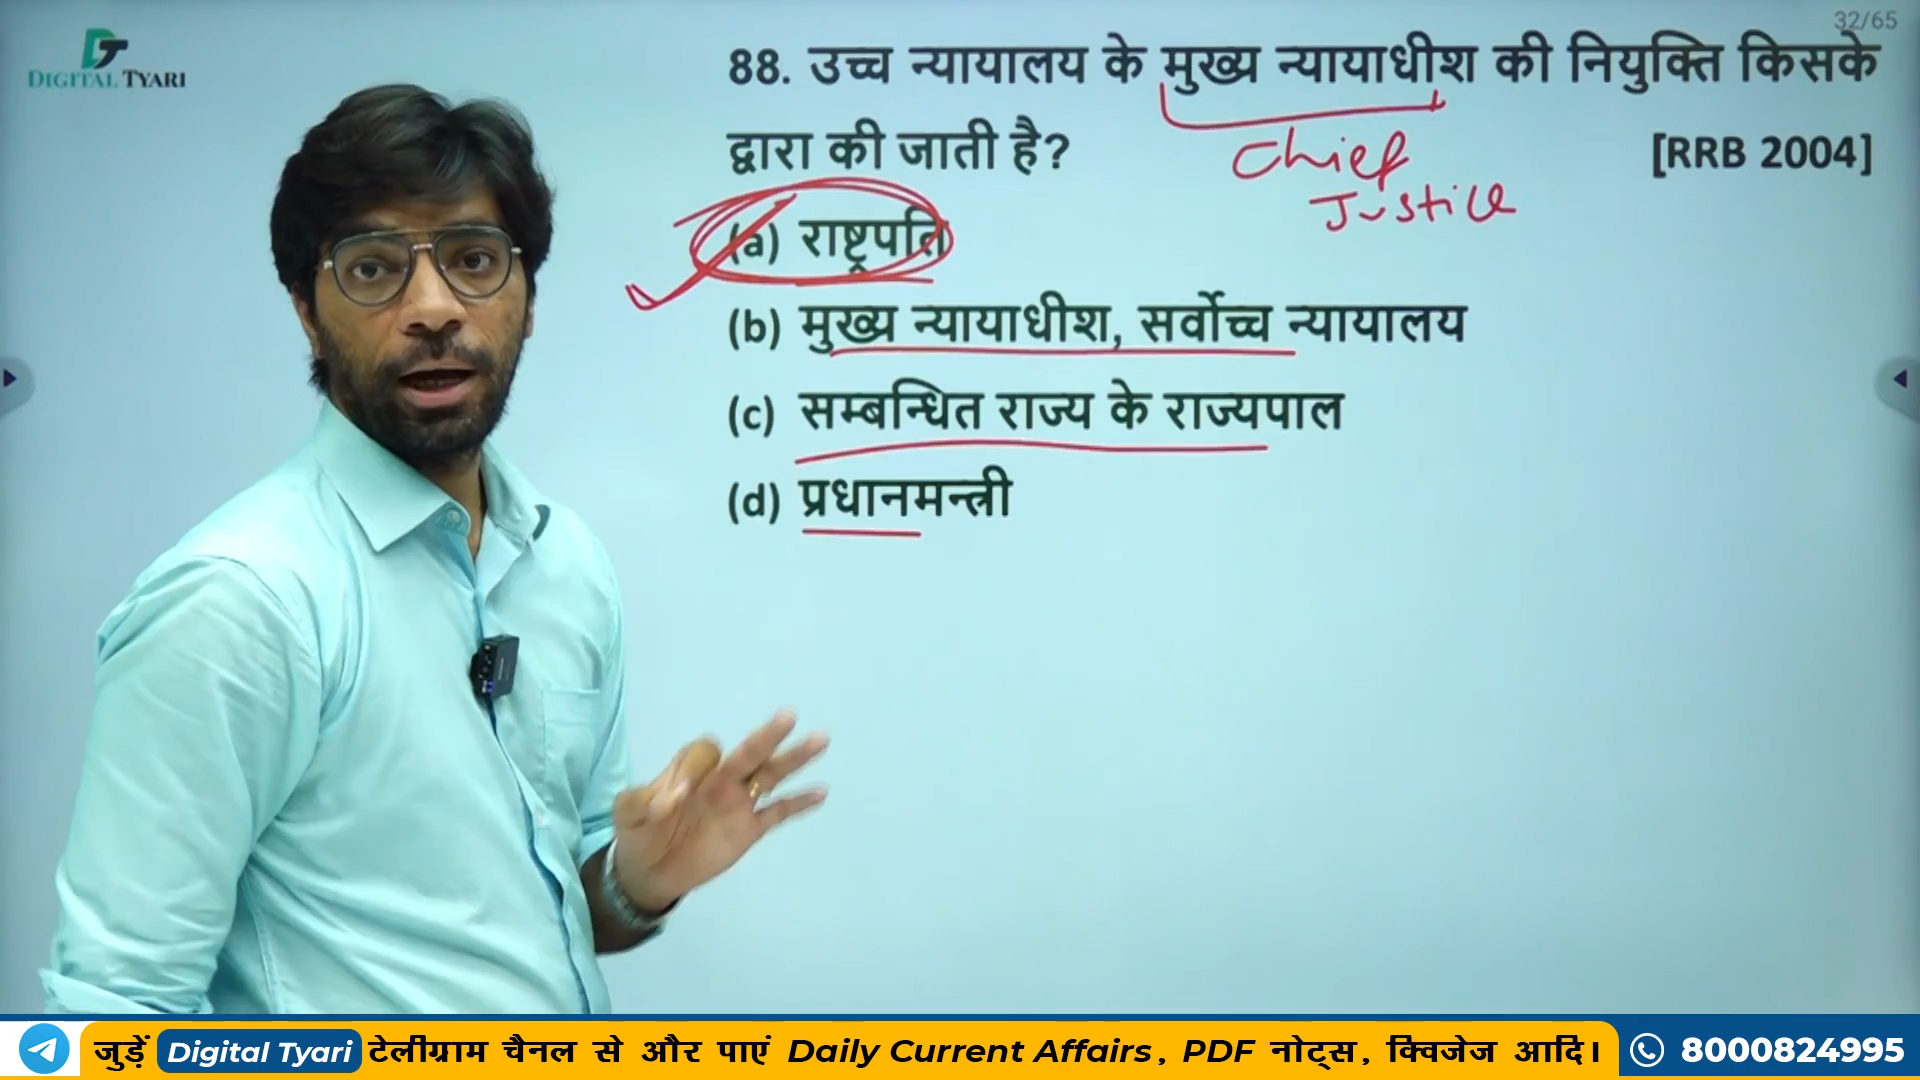 32/65
DT
DIGITAL TYARI
88. उच्च न्यायालय के मुख्य न्यायाधीश की नियुक्ति किसके
द्वारा की जाती है?
[RRB 2004]
Chief
Justice
(a) राष्ट्रपति
(b) मुख्य न्यायाधीश, सर्वोच्च न्यायालय
(c) सम्बन्धित राज्य के राज्यपाल
(d) प्रधानमन्त्री
जुड़ें Digital Tyari टेलीग्राम चैनल से और पाएं Daily Current Affairs, PDF नोट्स, क्विजेज आदि। 8000824995